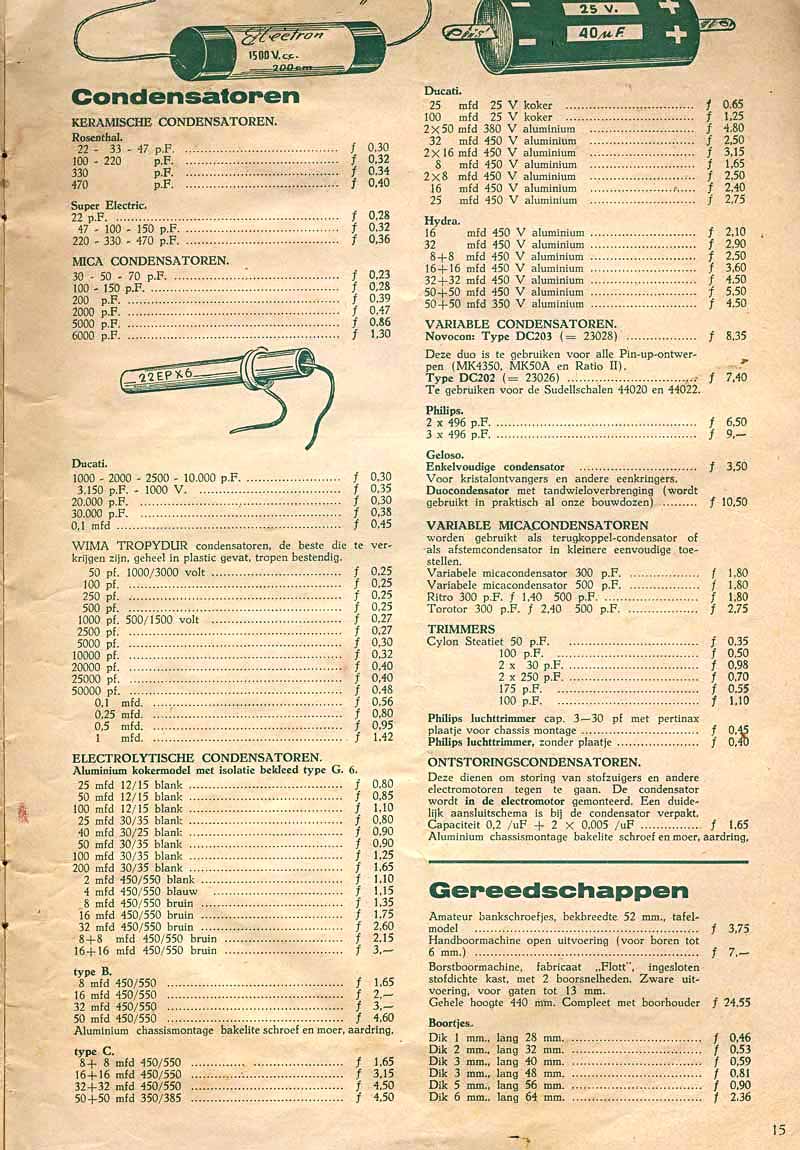 Electron
1500 V. c.c.
200 cm
25 V.
40 µF
Condensatoren
KERAMISCHE CONDENSATOREN.
Rosenthal.
22 - 33 - 47 p.F. ƒ 0,30
100 - 220 p.F. ƒ 0,32
330 p.F. ƒ 0,34
470 p.F. ƒ 0,40
Super Electric.
22 p.F. ƒ 0,28
47 - 100 - 150 p.F. ƒ 0,32
220 - 330 - 470 p.F. ƒ 0,36
MICA CONDENSATOREN.
30 - 50 - 70 p.F. ƒ 0,23
100 - 150 p.F. ƒ 0,28
200 p.F. ƒ 0,39
2000 p.F. ƒ 0,47
5000 p.F. ƒ 0,86
6000 p.F. ƒ 1,30
22EPX6
Ducati.
1000 - 2000 - 2500 - 10.000 p.F. ƒ 0,30
3.150 p.F. - 1000 V. ƒ 0,35
20.000 p.F. ƒ 0,30
30.000 p.F. ƒ 0,38
0,1 mfd ƒ 0,45
WIMA TROPYDUR condensatoren, de beste die te ver-
krijgen zijn, geheel in plastic gevat, tropen bestendig.
50 pf. 1000/3000 volt ƒ 0,25
100 pf. ƒ 0,25
250 pf. ƒ 0,25
500 pf. ƒ 0,25
1000 pf. 500/1500 volt ƒ 0,27
2500 pf. ƒ 0,27
5000 pf. ƒ 0,30
10000 pf. ƒ 0,32
20000 pf. ƒ 0,40
25000 pf. ƒ 0,40
50000 pf. ƒ 0.48
0,1 mfd. ƒ 0,56
0,25 mfd. ƒ 0,80
0,5 mfd. ƒ 0,95
1 mfd. ƒ 1,42
ELECTROLYTISCHE CONDENSATOREN.
Aluminium kokermodel met isolatie bekleed type G. 6.
25 mfd 12/15 blank ƒ 0,80
50 mfd 12/15 blank ƒ 0,85
100 mfd 12/15 blank ƒ 1,10
25 mfd 30/35 blank ƒ 0,80
40 mfd 30/25 blank ƒ 0,90
50 mfd 30/35 blank ƒ 0,90
100 mfd 30/35 blank ƒ 1,25
200 mfd 30/35 blank ƒ 1,65
2 mfd 450/550 blank ƒ 1,10
4 mfd 450/550 blauw ƒ 1,15
8 mfd 450/550 bruin ƒ 1,35
16 mfd 450/550 bruin ƒ 1,75
32 mfd 450/550 bruin ƒ 2,60
8+8 mfd 450/550 bruin ƒ 2,15
16+16 mfd 450/550 bruin ƒ 3,—
type B.
8 mfd 450/550 ƒ 1,65
16 mfd 450/550 ƒ 2,—
32 mfd 450/550 ƒ 3,—
50 mfd 450/550 ƒ 4.60
Aluminium chassismontage bakelite schroef en moer, aardring,
type C.
8+ 8 mfd 450/550 ƒ 1,65
16+16 mfd 450/550 ƒ 3,15
32+32 mfd 450/550 ƒ 4,50
50+50 mfd 350/385 ƒ 4,50
Ducati.
25 mfd 25 V koker ƒ 0.65
100 mfd 25 V koker ƒ 1,25
2×50 mfd 380 V aluminium ƒ 4,80
32 mfd 450 V aluminium ƒ 2,50
2×16 mfd 450 V aluminium ƒ 3,15
8 mfd 450 V aluminium ƒ 1,65
2×8 mfd 450 V aluminium ƒ 2,50
16 mfd 450 V aluminium ƒ 2,40
25 mfd 450 V aluminium ƒ 2,75
Hydra.
16 mfd 450 V aluminium ƒ 2,10
32 mfd 450 V aluminium ƒ 2,90
8+8 mfd 450 V aluminium ƒ 2,50
16+16 mfd 450 V aluminium ƒ 3,60
32+32 mfd 450 V aluminium ƒ 4,50
50+50 mfd 450 V aluminium ƒ 5,50
50+50 mfd 350 V aluminium ƒ 4,50
VARIABLE CONDENSATOREN.
Novocon: Type DC203 (= 23028) ƒ 8,35
Deze duo is te gebruiken voor alle Pin-up-ontwer-
pen (MK4350, MK50A en Ratio II).
Type DC202 (= 23026) ƒ 7,40
Te gebruiken voor de Sudellschalen 44020 en 44022.
Philips.
2 x 496 p.F. ƒ 6,50
3 x 496 p.F. ƒ 9,—
Geloso.
Enkelvoudige condensator ƒ 3,50
Voor kristalontvangers en andere eenkringers.
Duocondensator met tandwieloverbrenging (wordt
gebruikt in praktisch al onze bouwdozen) ƒ 10,50
VARIABLE MICACONDENSATOREN
worden gebruikt als terugkoppel-condensator of
als afstemcondensator in kleinere eenvoudige toe-
stellen.
Variabele micacondensator 300 p.F. ƒ 1,80
Variabele micacondensator 500 p.F. ƒ 1,80
Ritro 300 p.F. ƒ 1,40 500 p.F. ƒ 1,80
Torotor 300 p.F. ƒ 2,40 500 p.F. ƒ 2,75
TRIMMERS
Cylon Steatiet 50 p.F. ƒ 0,35
100 p.F. ƒ 0,50
2 x 30 p.F. ƒ 0,98
2 x 250 p.F. ƒ 0,70
175 p.F. ƒ 0,55
100 p.F. ƒ 1,10
Philips luchttrimmer cap. 3—30 pf met pertinax
plaatje voor chassis montage ƒ 0,45
Philips luchttrimmer, zonder plaatje ƒ 0,40
ONTSTORINGSCONDENSATOREN.
Deze dienen om storing van stofzuigers en andere
electromotoren tegen te gaan. De condensator
wordt in de electromotor gemonteerd. Een duide-
lijk aansluitschema is bij de condensator verpakt.
Capaciteit 0,2 /uF + 2 × 0,005 /uF ƒ 1,65
Aluminium chassismontage bakelite schroef en moer, aardring,
Gereedschappen
Amateur bankschroefjes, bekbreedte 52 mm., tafel-
model ƒ 3,75
Handboormachine open uitvoering (voor boren tot
6 mm.) ƒ 7,—
Borstboormachine, fabricaat „Flott", ingesloten
stofdichte kast, met 2 boorsnelheden. Zware uit-
voering, voor gaten tot 13 mm.
Gehele hoogte 440 mm. Compleet met boorhouder ƒ 24,55
Boortjes.
Dik 1 mm., lang 28 mm. ƒ 0,46
Dik 2 mm., lang 32 mm. ƒ 0,53
Dik 3 mm., lang 40 mm. ƒ 0,59
Dik 3 mm., lang 48 mm. ƒ 0,81
Dik 5 mm., lang 56 mm. ƒ 0,90
Dik 6 mm., lang 64 mm. ƒ 2.36
15